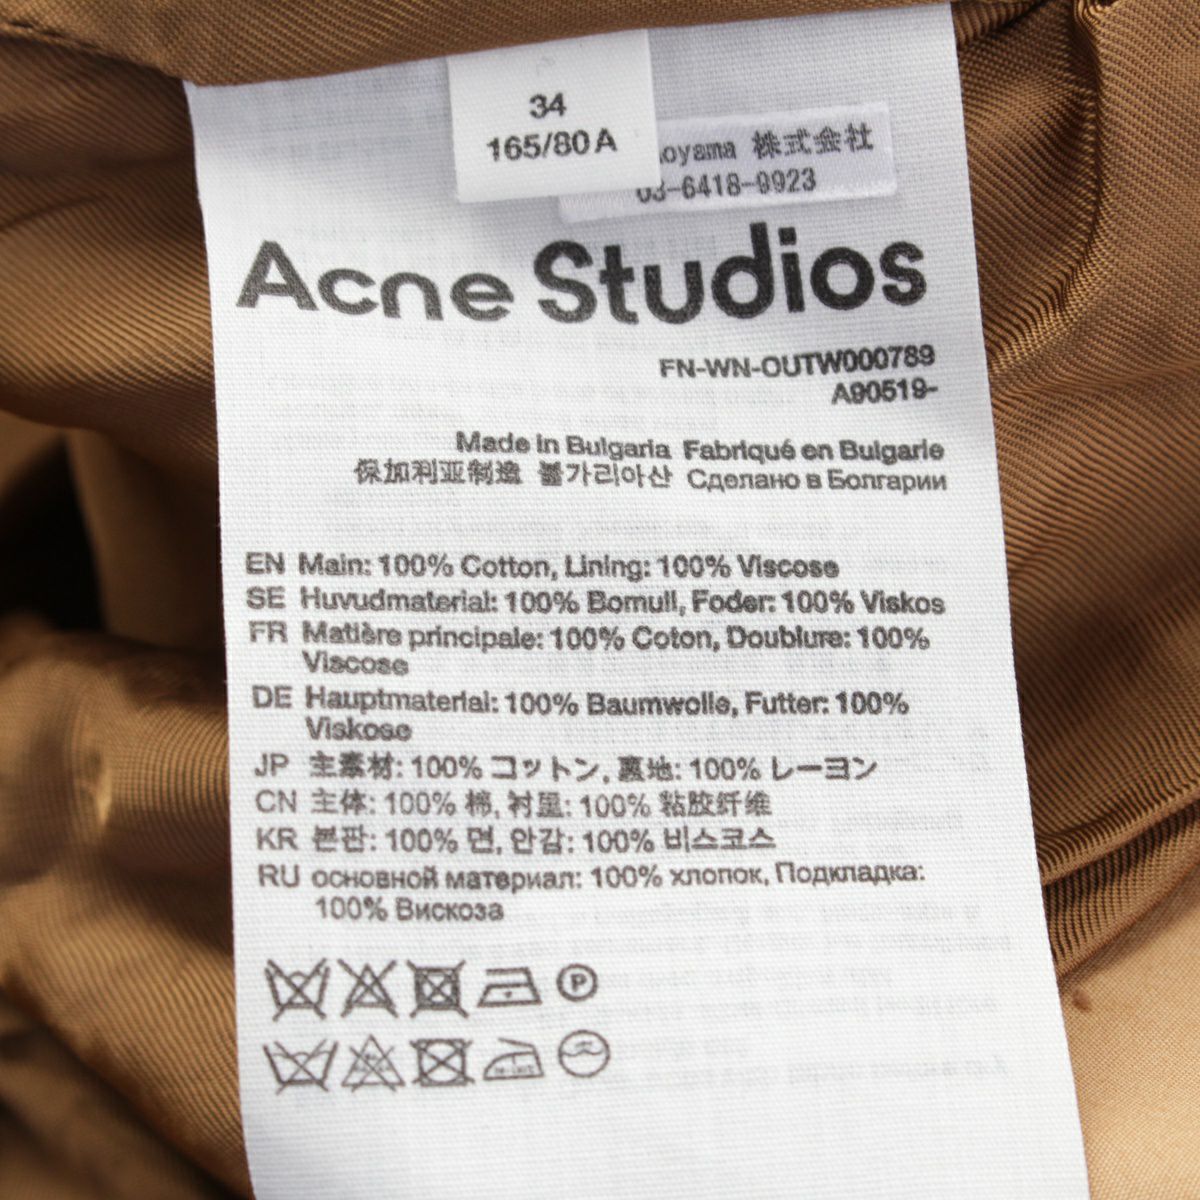 34
165/80A
Aoyama 株式会社
03-6418-9923
Acne Studios
FN-WN-OUTW000789
A90519-
Made in Bulgaria Fabriqué en Bulgarie
保加利亚制造 불가리아산 Сделано в Болгарии
EN Main: 100% Cotton, Lining: 100% Viscose
SE Huvudmaterial: 100% Bomull, Foder: 100% Viskos
FR Matière principale: 100% Coton, Doublure: 100%
Viscose
DE Hauptmaterial: 100% Baumwolle, Futter: 100%
Viskose
JP 主素材: 100% コットン, 裏地: 100% レーヨン
CN 主体: 100% 棉, 衬里: 100% 粘胶纤维
KR 본판: 100% 면, 안감: 100% 비스코스
RU основной материал: 100% хлопок, Подкладка:
100% Вискоза
P